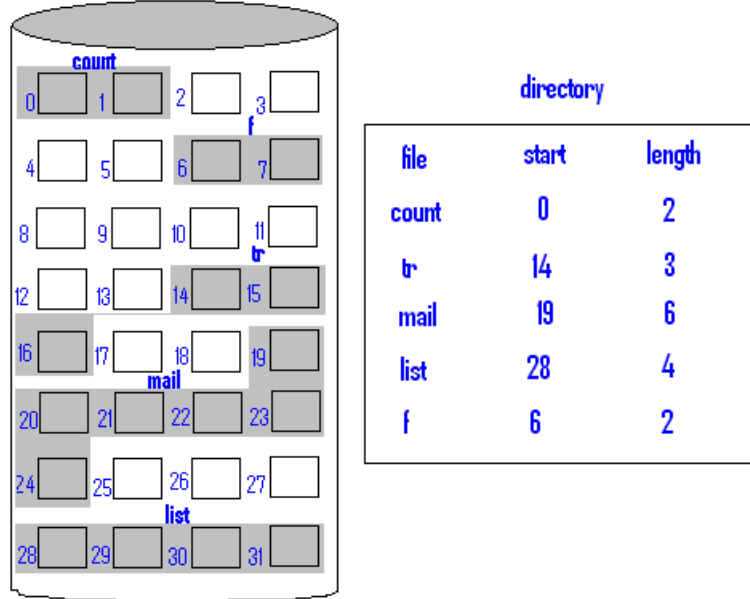 count
0 1 2 3
f
4 5 6 7
8 9 10 11
tr
12 13 14 15
16 17 18 19
mail
20 21 22 23
24 25 26 27
list
28 29 30 31
directory
file start length
count 0 2
tr 14 3
mail 19 6
list 28 4
f 6 2